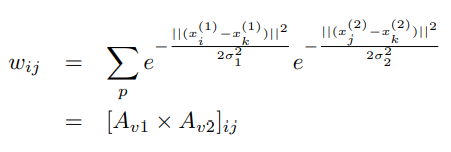 w_{ij} = \sum_{p} e^{-\frac{||(x_i^{(1)} - x_k^{(1)})||^2}{2\sigma_1^2}} e^{-\frac{||(x_j^{(2)} - x_k^{(2)})||^2}{2\sigma_2^2}}
= [A_{v1} \times A_{v2}]_{ij}